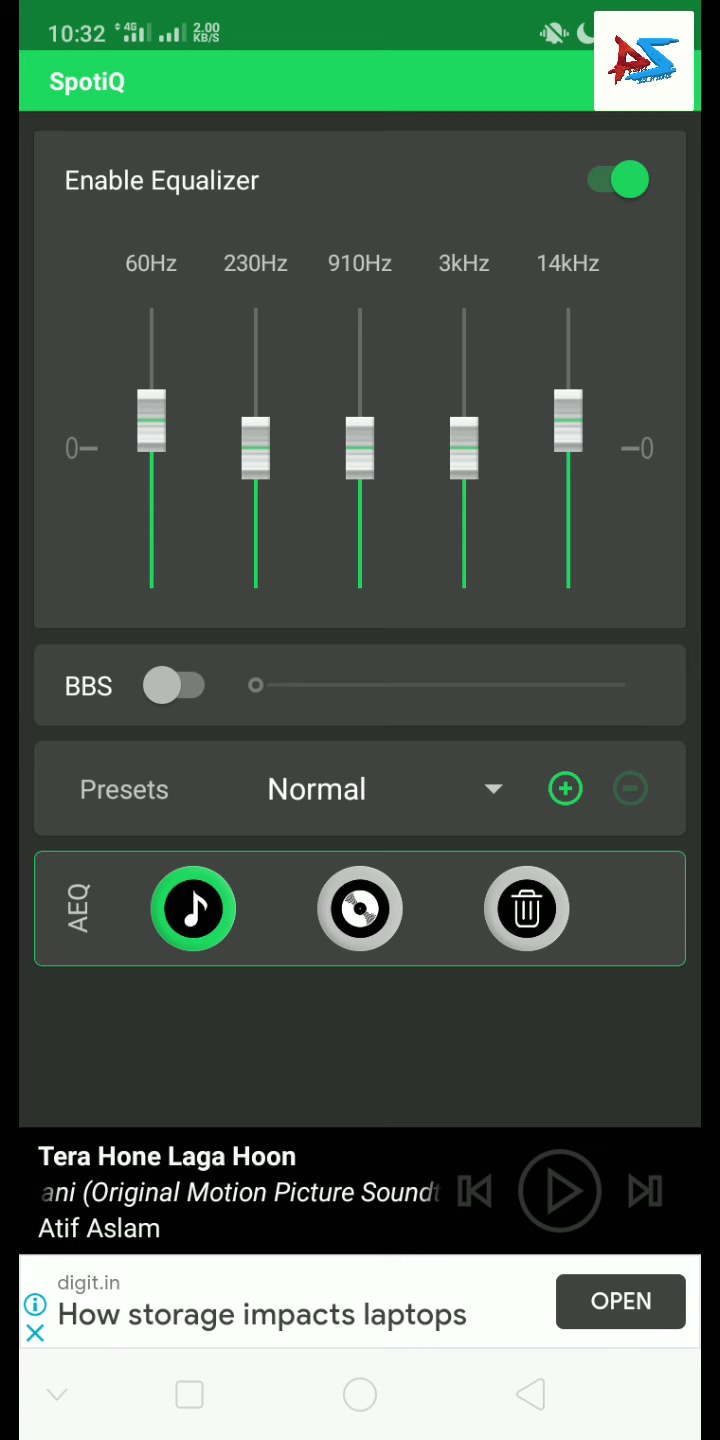 10:32 4G 2.00 KB/S
SpotiQ
Enable Equalizer
60Hz 230Hz 910Hz 3kHz 14kHz
0 0
BBS
Presets Normal
AEQ
Tera Hone Laga Hoon
ani (Original Motion Picture Soundt
Atif Aslam
digit.in
How storage impacts laptops
OPEN